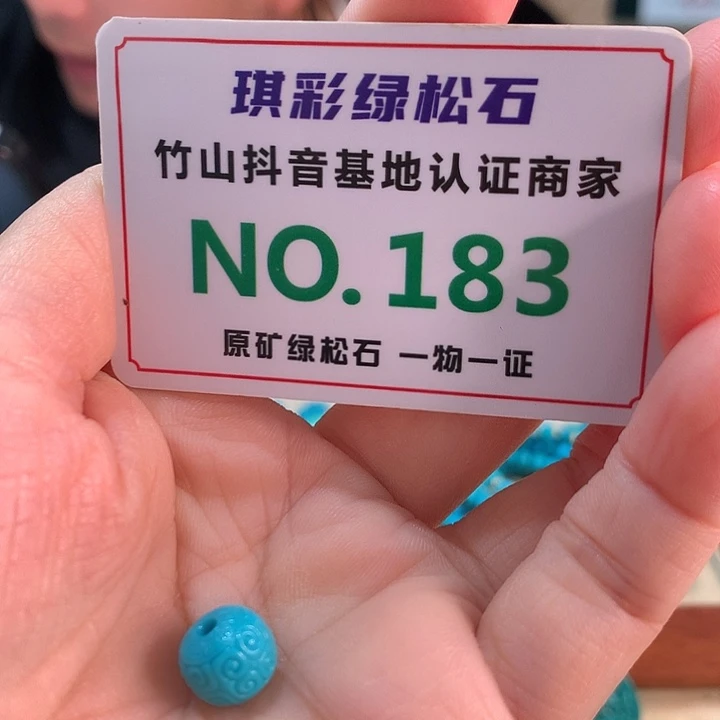 琪彩绿松石
竹山抖音基地认证商家
NO.183
原矿绿松石 一物一证